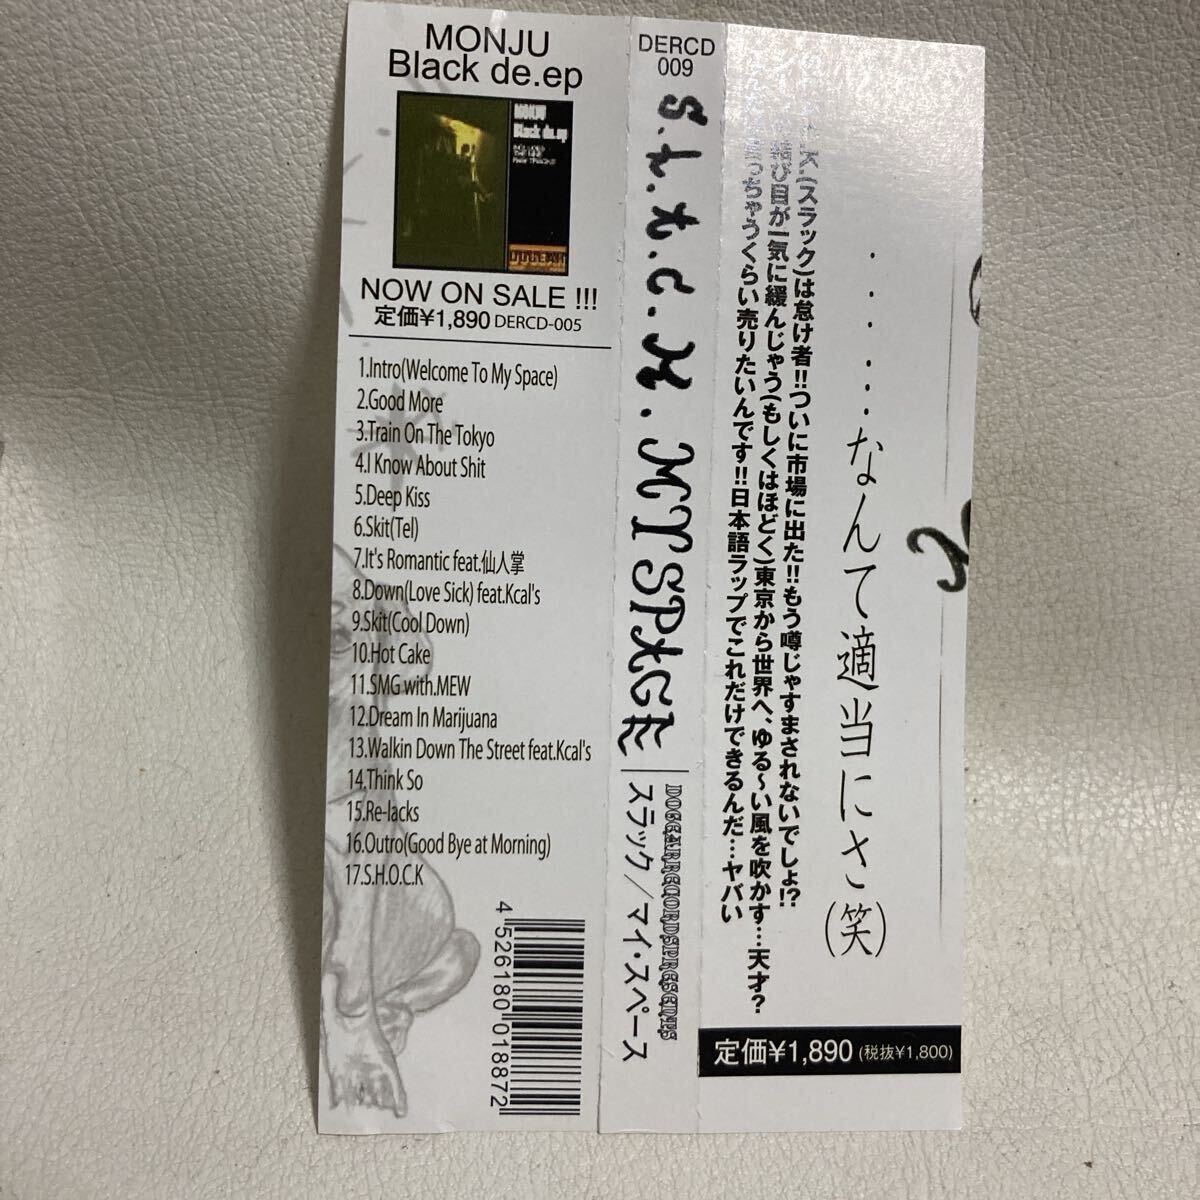 MONJU
Black de.ep
MONJU
Black de.ep
NOW ON SALE !!!
定価¥1,890 DERCD-005
1.Intro(Welcome To My Space)
2.Good More
3.Train On The Tokyo
4.I Know About Shit
5.Deep Kiss
6.Skit(Tel)
7.It's Romantic feat.仙人掌
8.Down(Love Sick) feat.Kcal's
9.Skit(Cool Down)
10.Hot Cake
11.SMG with.MEW
12.Dream In Marijuana
13.Walkin Down The Street feat.Kcal's
14.Think So
15.Re-lacks
16.Outro(Good Bye at Morning)
17.S.H.O.C.K
4 526180 018872
DERCD
009
S.L.A.C.K. MY SPACE
DOGEARRECORDSPRESENTS
スラック/マイ・スペース
......なんて適当にさ(笑)
K.(スラック)は怠け者!!ついに市場に出た!!もう噂じゃすまされないでしょ!?
結び目が一気に緩んじゃう(もしくはほどく)東京から世界へ、ゆる〜い風を吹かす…天才?
っちゃうくらい売りたいんです!!日本語ラップでこれだけできるんだ…ヤバい
定価¥1,890 (税抜¥1,800)